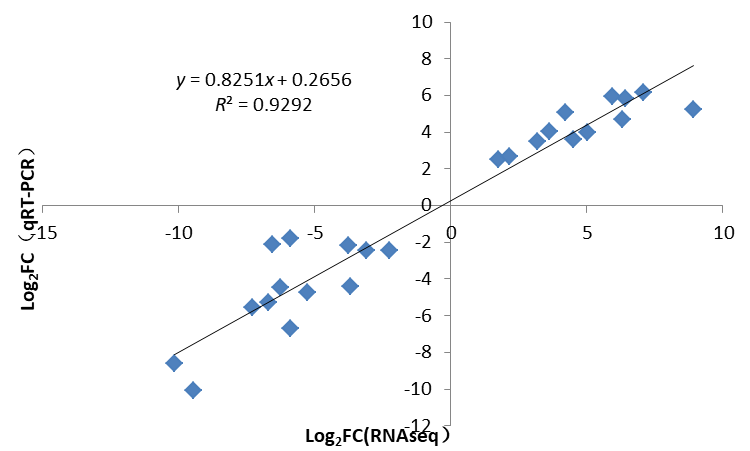 10
8
y = 0.8251x + 0.2656
6
R² = 0.9292
4
2
0
-15 -10 -5 0 5 10
-2
-4
-6
-8
-10
-12
Log₂FC （qRT-PCR）
Log₂FC(RNAseq ）